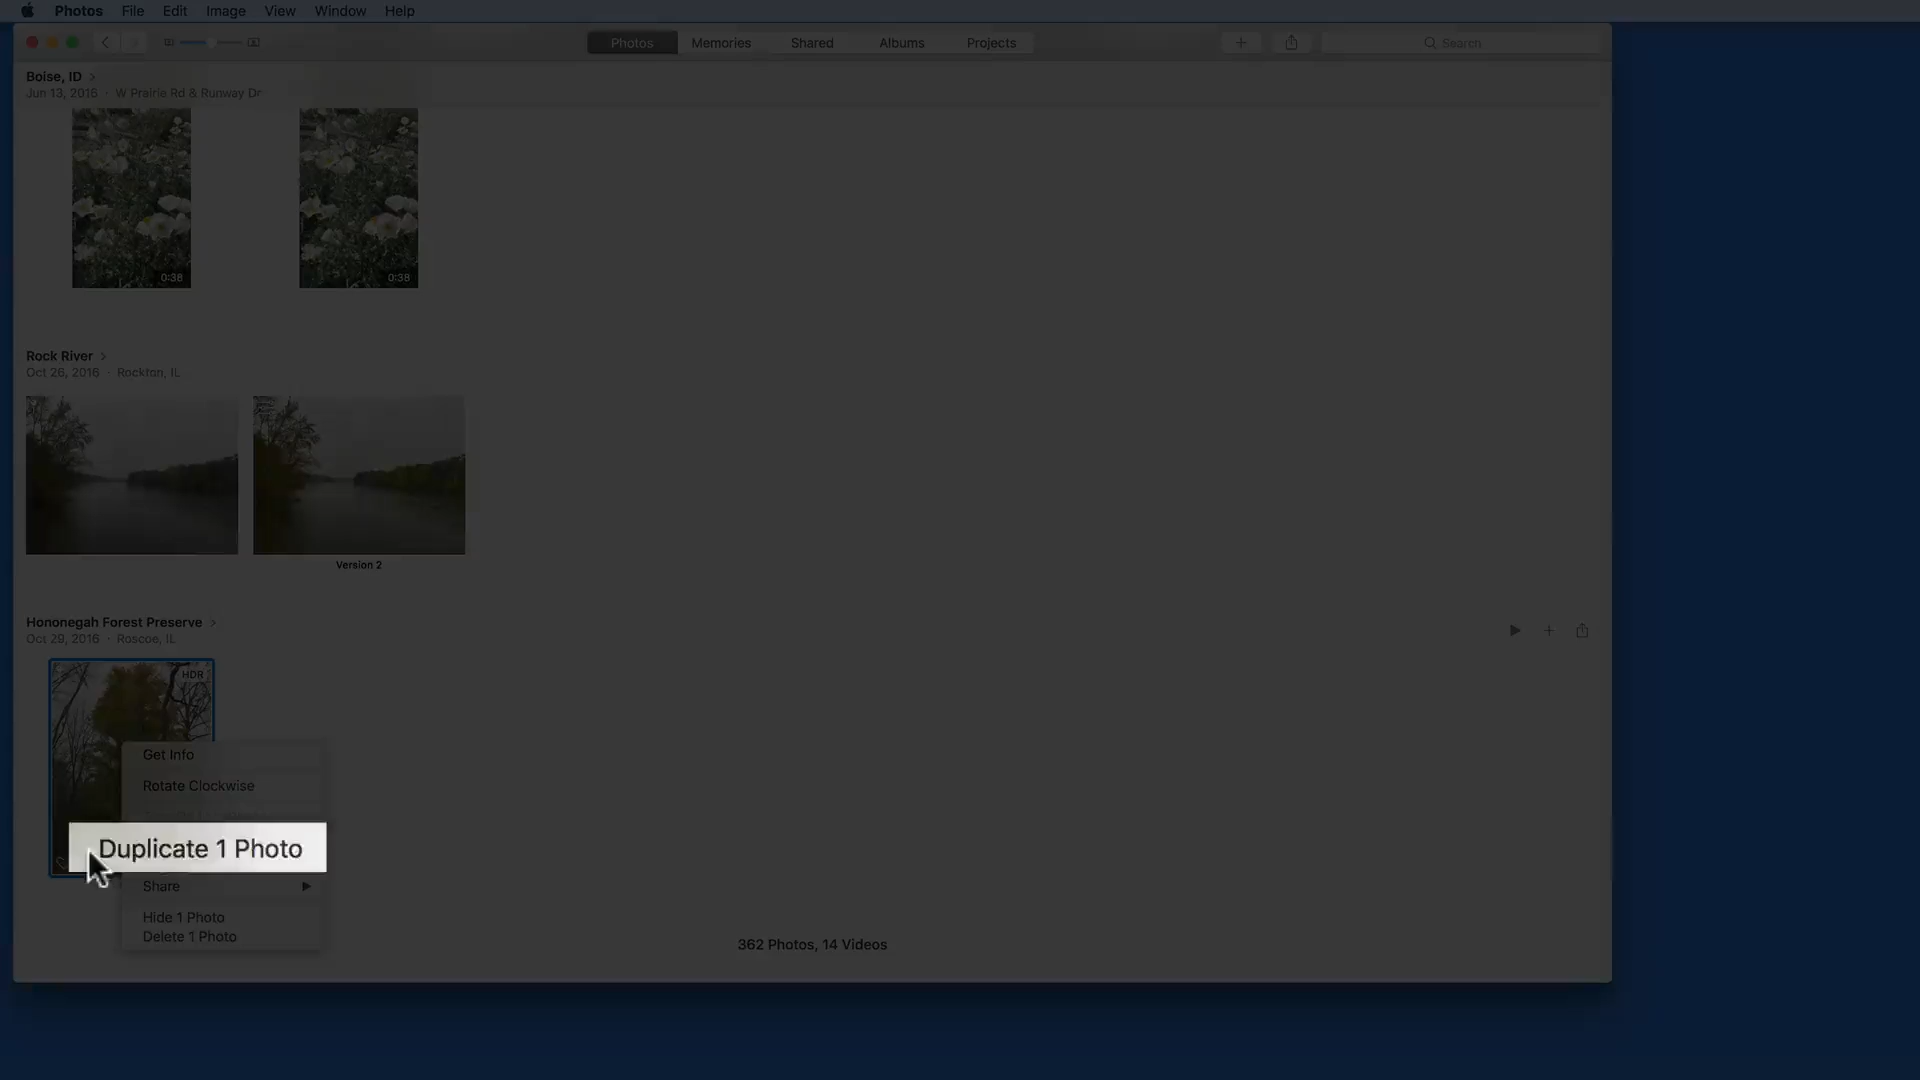 Photos File Edit Image View Window Help
Photos Memories Shared Albums Projects Search
Boise, ID >
Jun 13, 2016 · W Prairie Rd & Runway Dr
0:38 0:38
Rock River >
Oct 26, 2016 · Rockton, IL
Version 2
Hononegah Forest Preserve >
Oct 29, 2016 · Roscoe, IL
HDR
Get Info
Rotate Clockwise
Duplicate 1 Photo
Share
Hide 1 Photo
Delete 1 Photo
362 Photos, 14 Videos